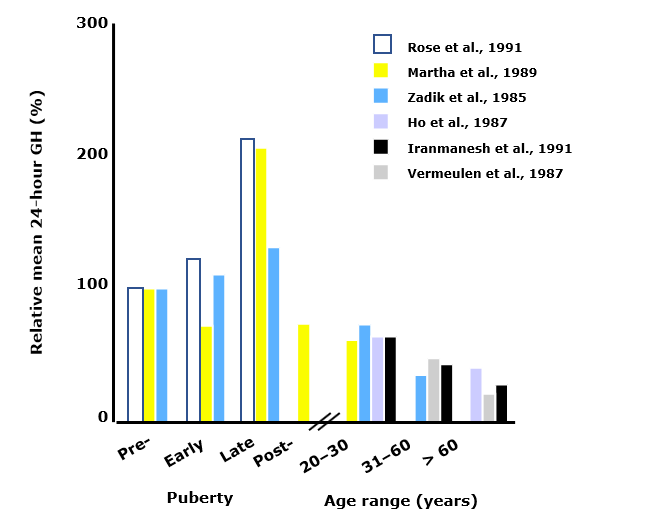 300
200
100
0
Relative mean 24-hour GH (%)
Rose et al., 1991
Martha et al., 1989
Zadik et al., 1985
Ho et al., 1987
Iranmanesh et al., 1991
Vermeulen et al., 1987
Pre-
Early
Late
Post-
20–30
31–60
> 60
Puberty
Age range (years)